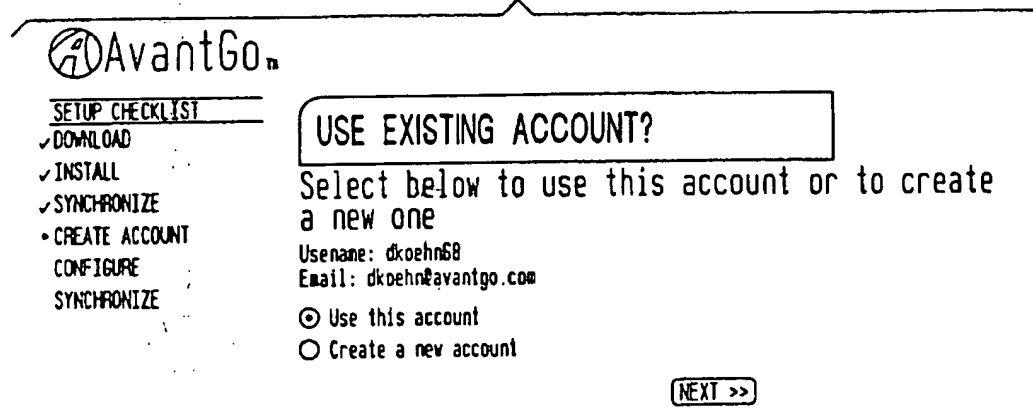 AvantGo
SETUP CHECKLIST
✓DOWNLOAD
✓INSTALL
✓SYNCHRONIZE
• CREATE ACCOUNT
CONFIGURE
SYNCHRONIZE
USE EXISTING ACCOUNT?
Select below to use this account or to create
a new one
Usename: dkoehn68
Email: dkoehn@avantgo.com
Use this account
Create a new account
NEXT >>